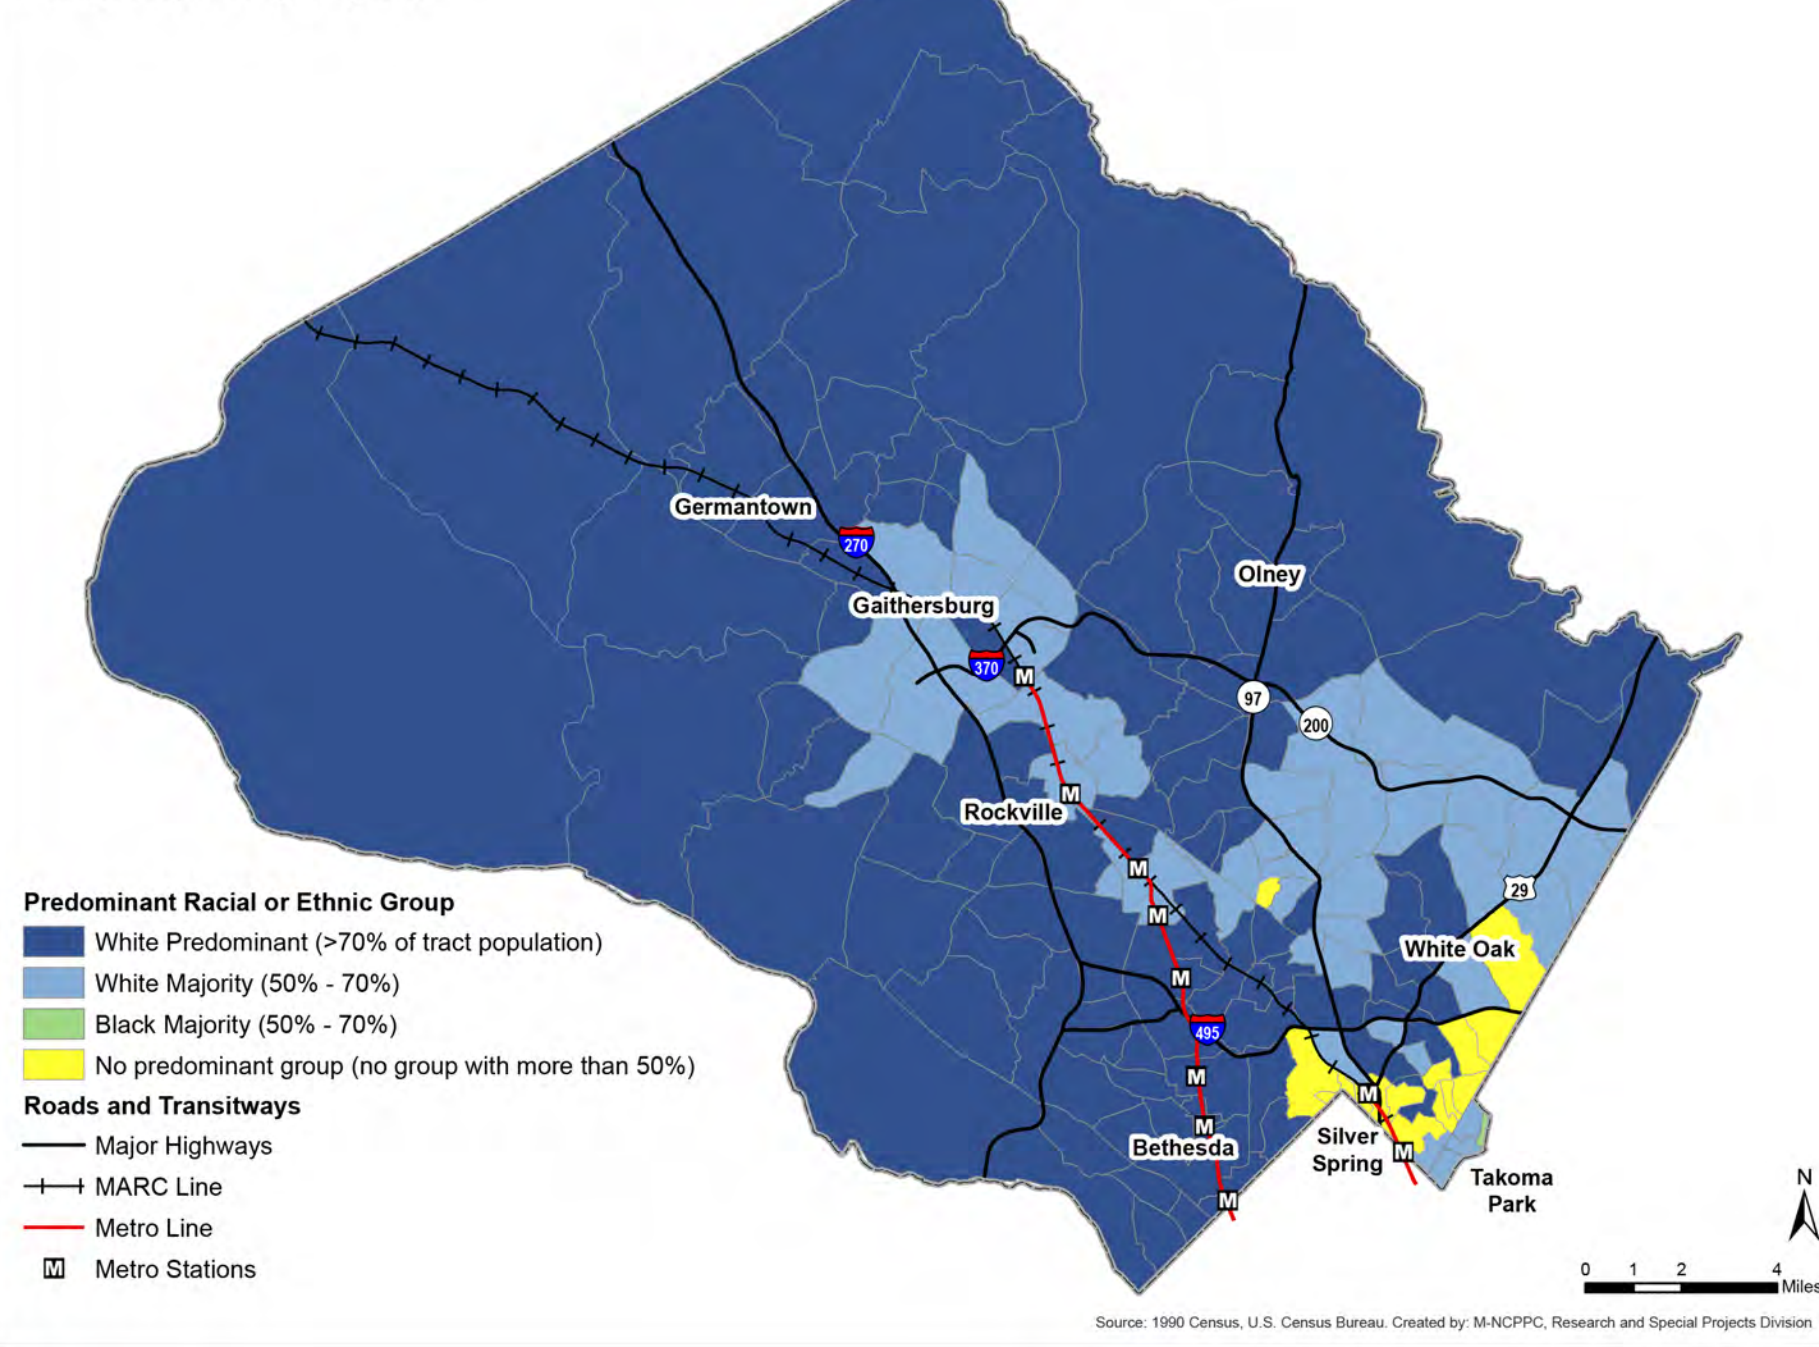 Germantown
270
Gaithersburg
Olney
370
M
97
200
M
Rockville
M
29
M
White Oak
M
495
M
M
M
Bethesda
Silver
Spring
M
Takoma
Park
M
Predominant Racial or Ethnic Group
White Predominant (>70% of tract population)
White Majority (50% - 70%)
Black Majority (50% - 70%)
No predominant group (no group with more than 50%)
Roads and Transitways
Major Highways
MARC Line
Metro Line
M Metro Stations
N
0 1 2 4
Miles
Source: 1990 Census, U.S. Census Bureau. Created by: M-NCPPC, Research and Special Projects Division